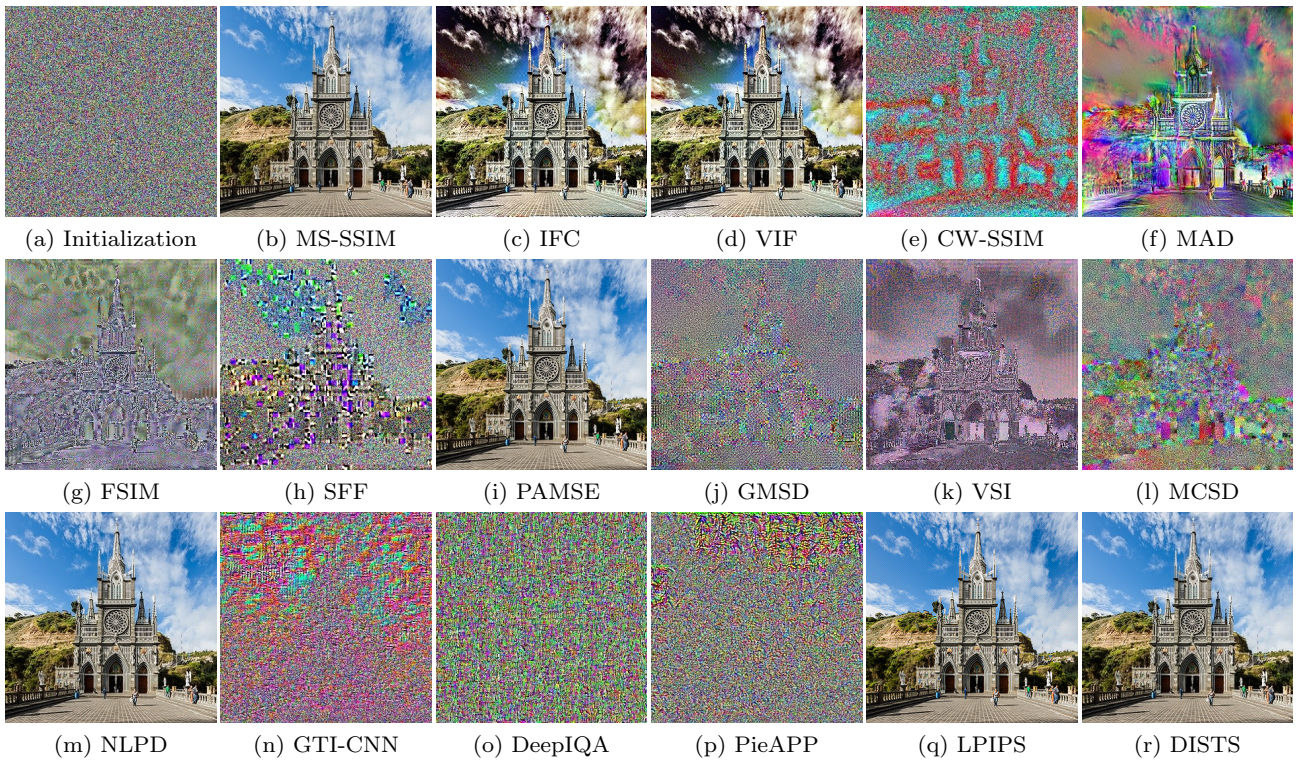 (a) Initialization (b) MS-SSIM (c) IFC (d) VIF (e) CW-SSIM (f) MAD
(g) FSIM (h) SFF (i) PAMSE (j) GMSD (k) VSI (l) MCSD
(m) NLPD (n) GTI-CNN (o) DeepIQA (p) PieAPP (q) LPIPS (r) DISTS